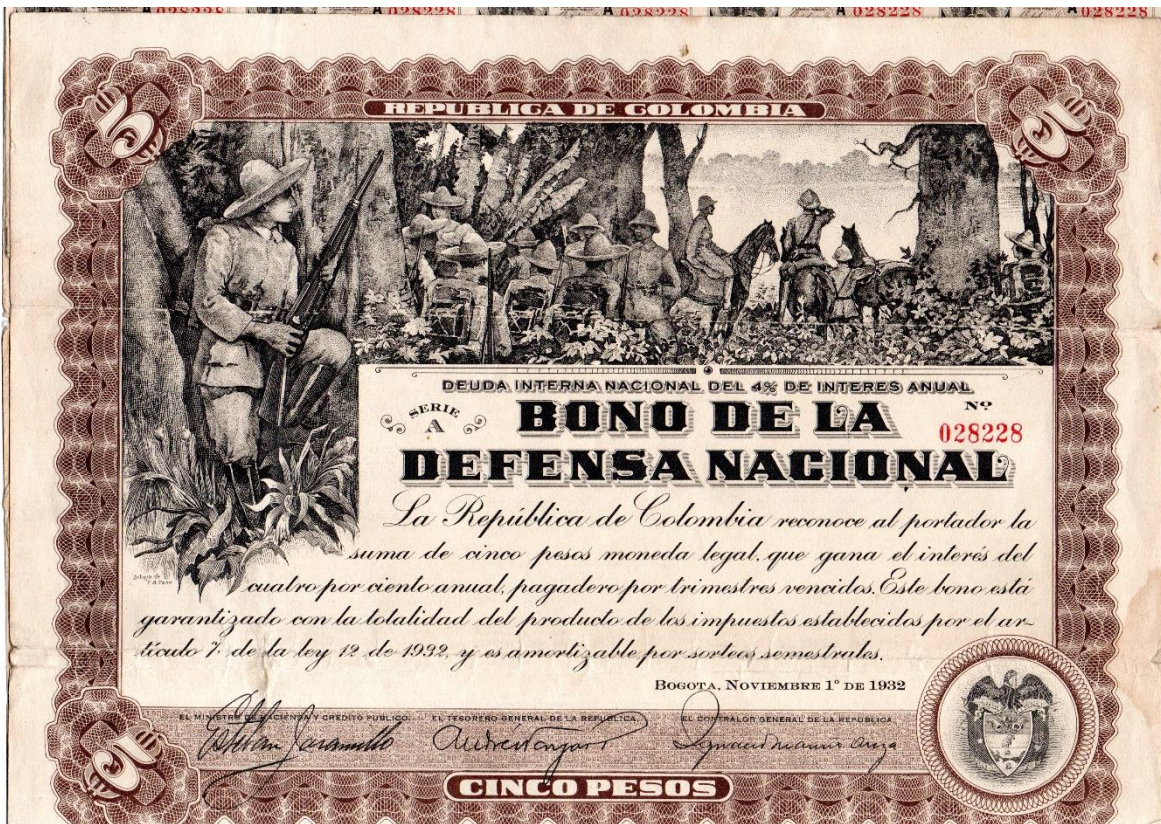 A 028228 A 028228 A 028228
REPUBLICA DE COLOMBIA
5 5
DEUDA INTERNA NACIONAL DEL 4% DE INTERES ANUAL
SERIE A
BONO DE LA
Nº 028228
DEFENSA NACIONAL
La República de Colombia reconoce al portador la
suma de cinco pesos moneda legal, que gana el interés del
cuatro por ciento anual, pagadero por trimestres vencidos. Este bono está
garantizado con la totalidad del producto de los impuestos establecidos por el ar-
tículo 7º de la ley 12 de 1932, y es amortizable por sorteos semestrales.
BOGOTA, NOVIEMBRE 1º DE 1932
EL MINISTRO DE HACIENDA Y CREDITO PUBLICO. EL TESORERO GENERAL DE LA REPUBLICA EL CONTRALOR GENERAL DE LA REPUBLICA
Esteban Jaramillo
5
CINCO PESOS